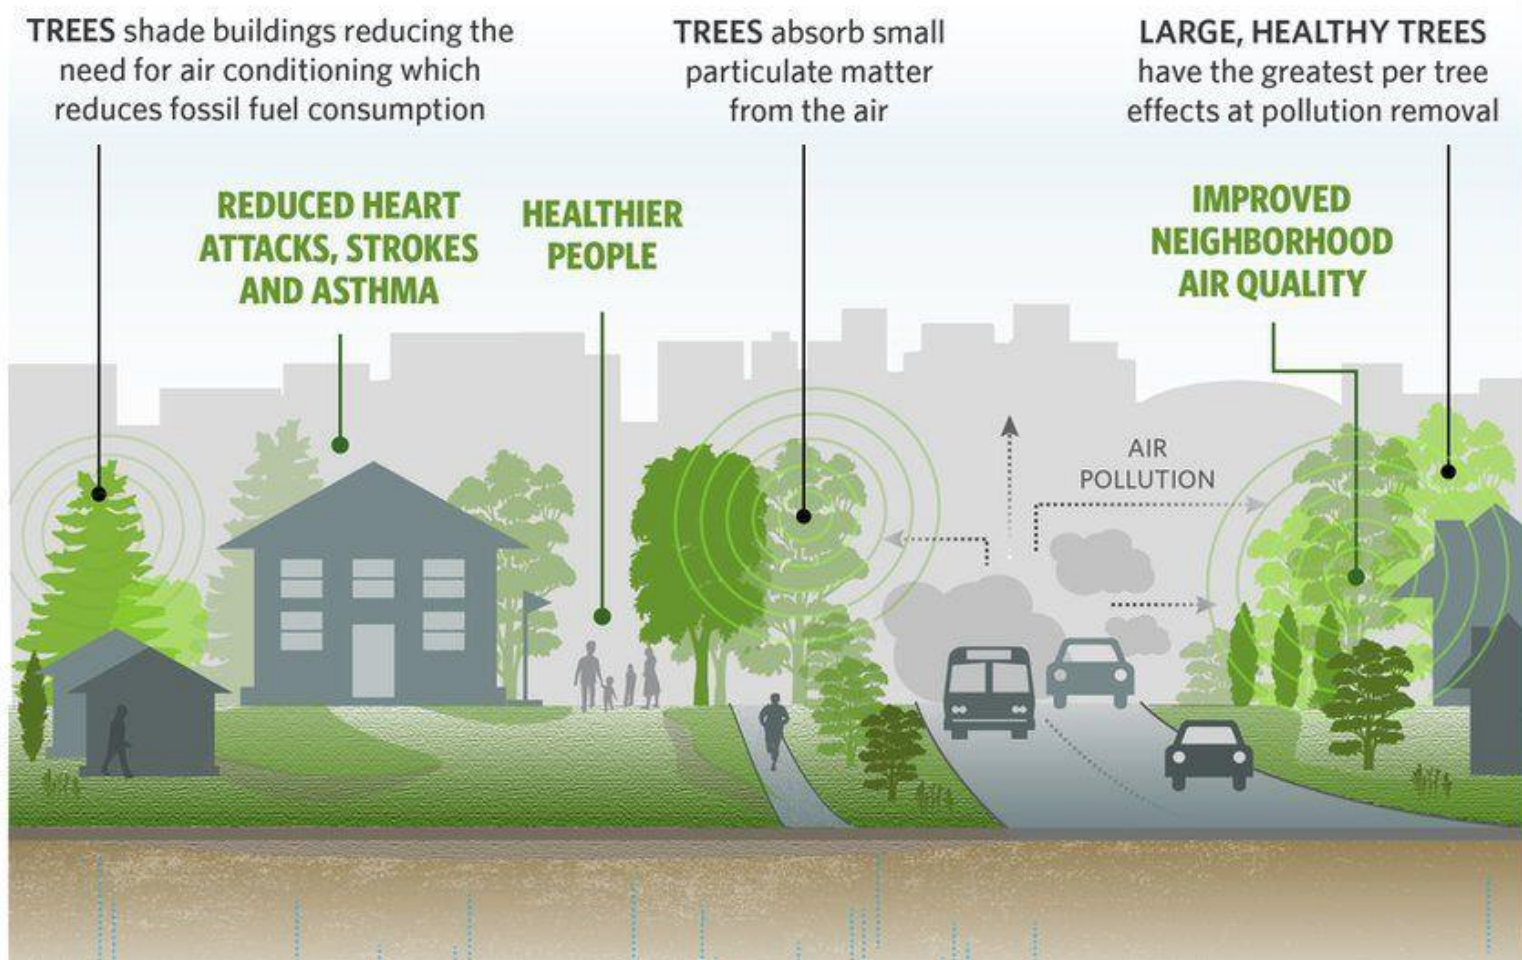 TREES shade buildings reducing the
need for air conditioning which
reduces fossil fuel consumption
TREES absorb small
particulate matter
from the air
LARGE, HEALTHY TREES
have the greatest per tree
effects at pollution removal
REDUCED HEART
ATTACKS, STROKES
AND ASTHMA
HEALTHIER
PEOPLE
IMPROVED
NEIGHBORHOOD
AIR QUALITY
AIR
POLLUTION